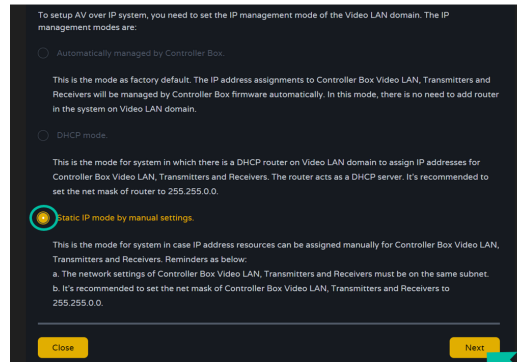 To setup AV over IP system, you need to set the IP management mode of the Video LAN domain. The IP
management modes are:
Automatically managed by Controller Box.
This is the mode as factory default. The IP address assignments to Controller Box Video LAN, Transmitters and
Receivers will be managed by Controller Box firmware automatically. In this mode, there is no need to add router
in the system on Video LAN domain.
DHCP mode.
This is the mode for system in which there is a DHCP router on Video LAN domain to assign IP addresses for
Controller Box Video LAN, Transmitters and Receivers. The router acts as a DHCP server. It's recommended to
set the net mask of router to 255.255.0.0.
Static IP mode by manual settings.
This is the mode for system in case IP address resources can be assigned manually for Controller Box Video LAN,
Transmitters and Receivers. Reminders as below:
a. The network settings of Controller Box Video LAN, Transmitters and Receivers must be on the same subnet.
b. It's recommended to set the net mask of Controller Box Video LAN, Transmitters and Receivers to
255.255.0.0.
Close
Next